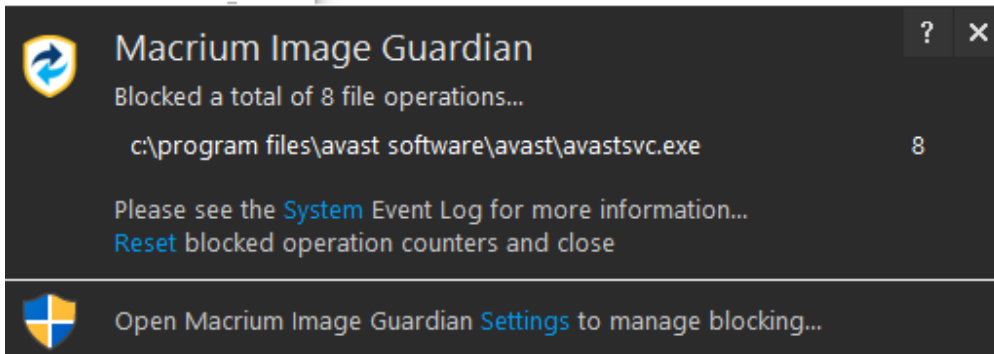 Macrium Image Guardian
? ×
Blocked a total of 8 file operations...
c:\program files\avast software\avast\avastsvc.exe 8
Please see the System Event Log for more information...
Reset blocked operation counters and close
Open Macrium Image Guardian Settings to manage blocking...